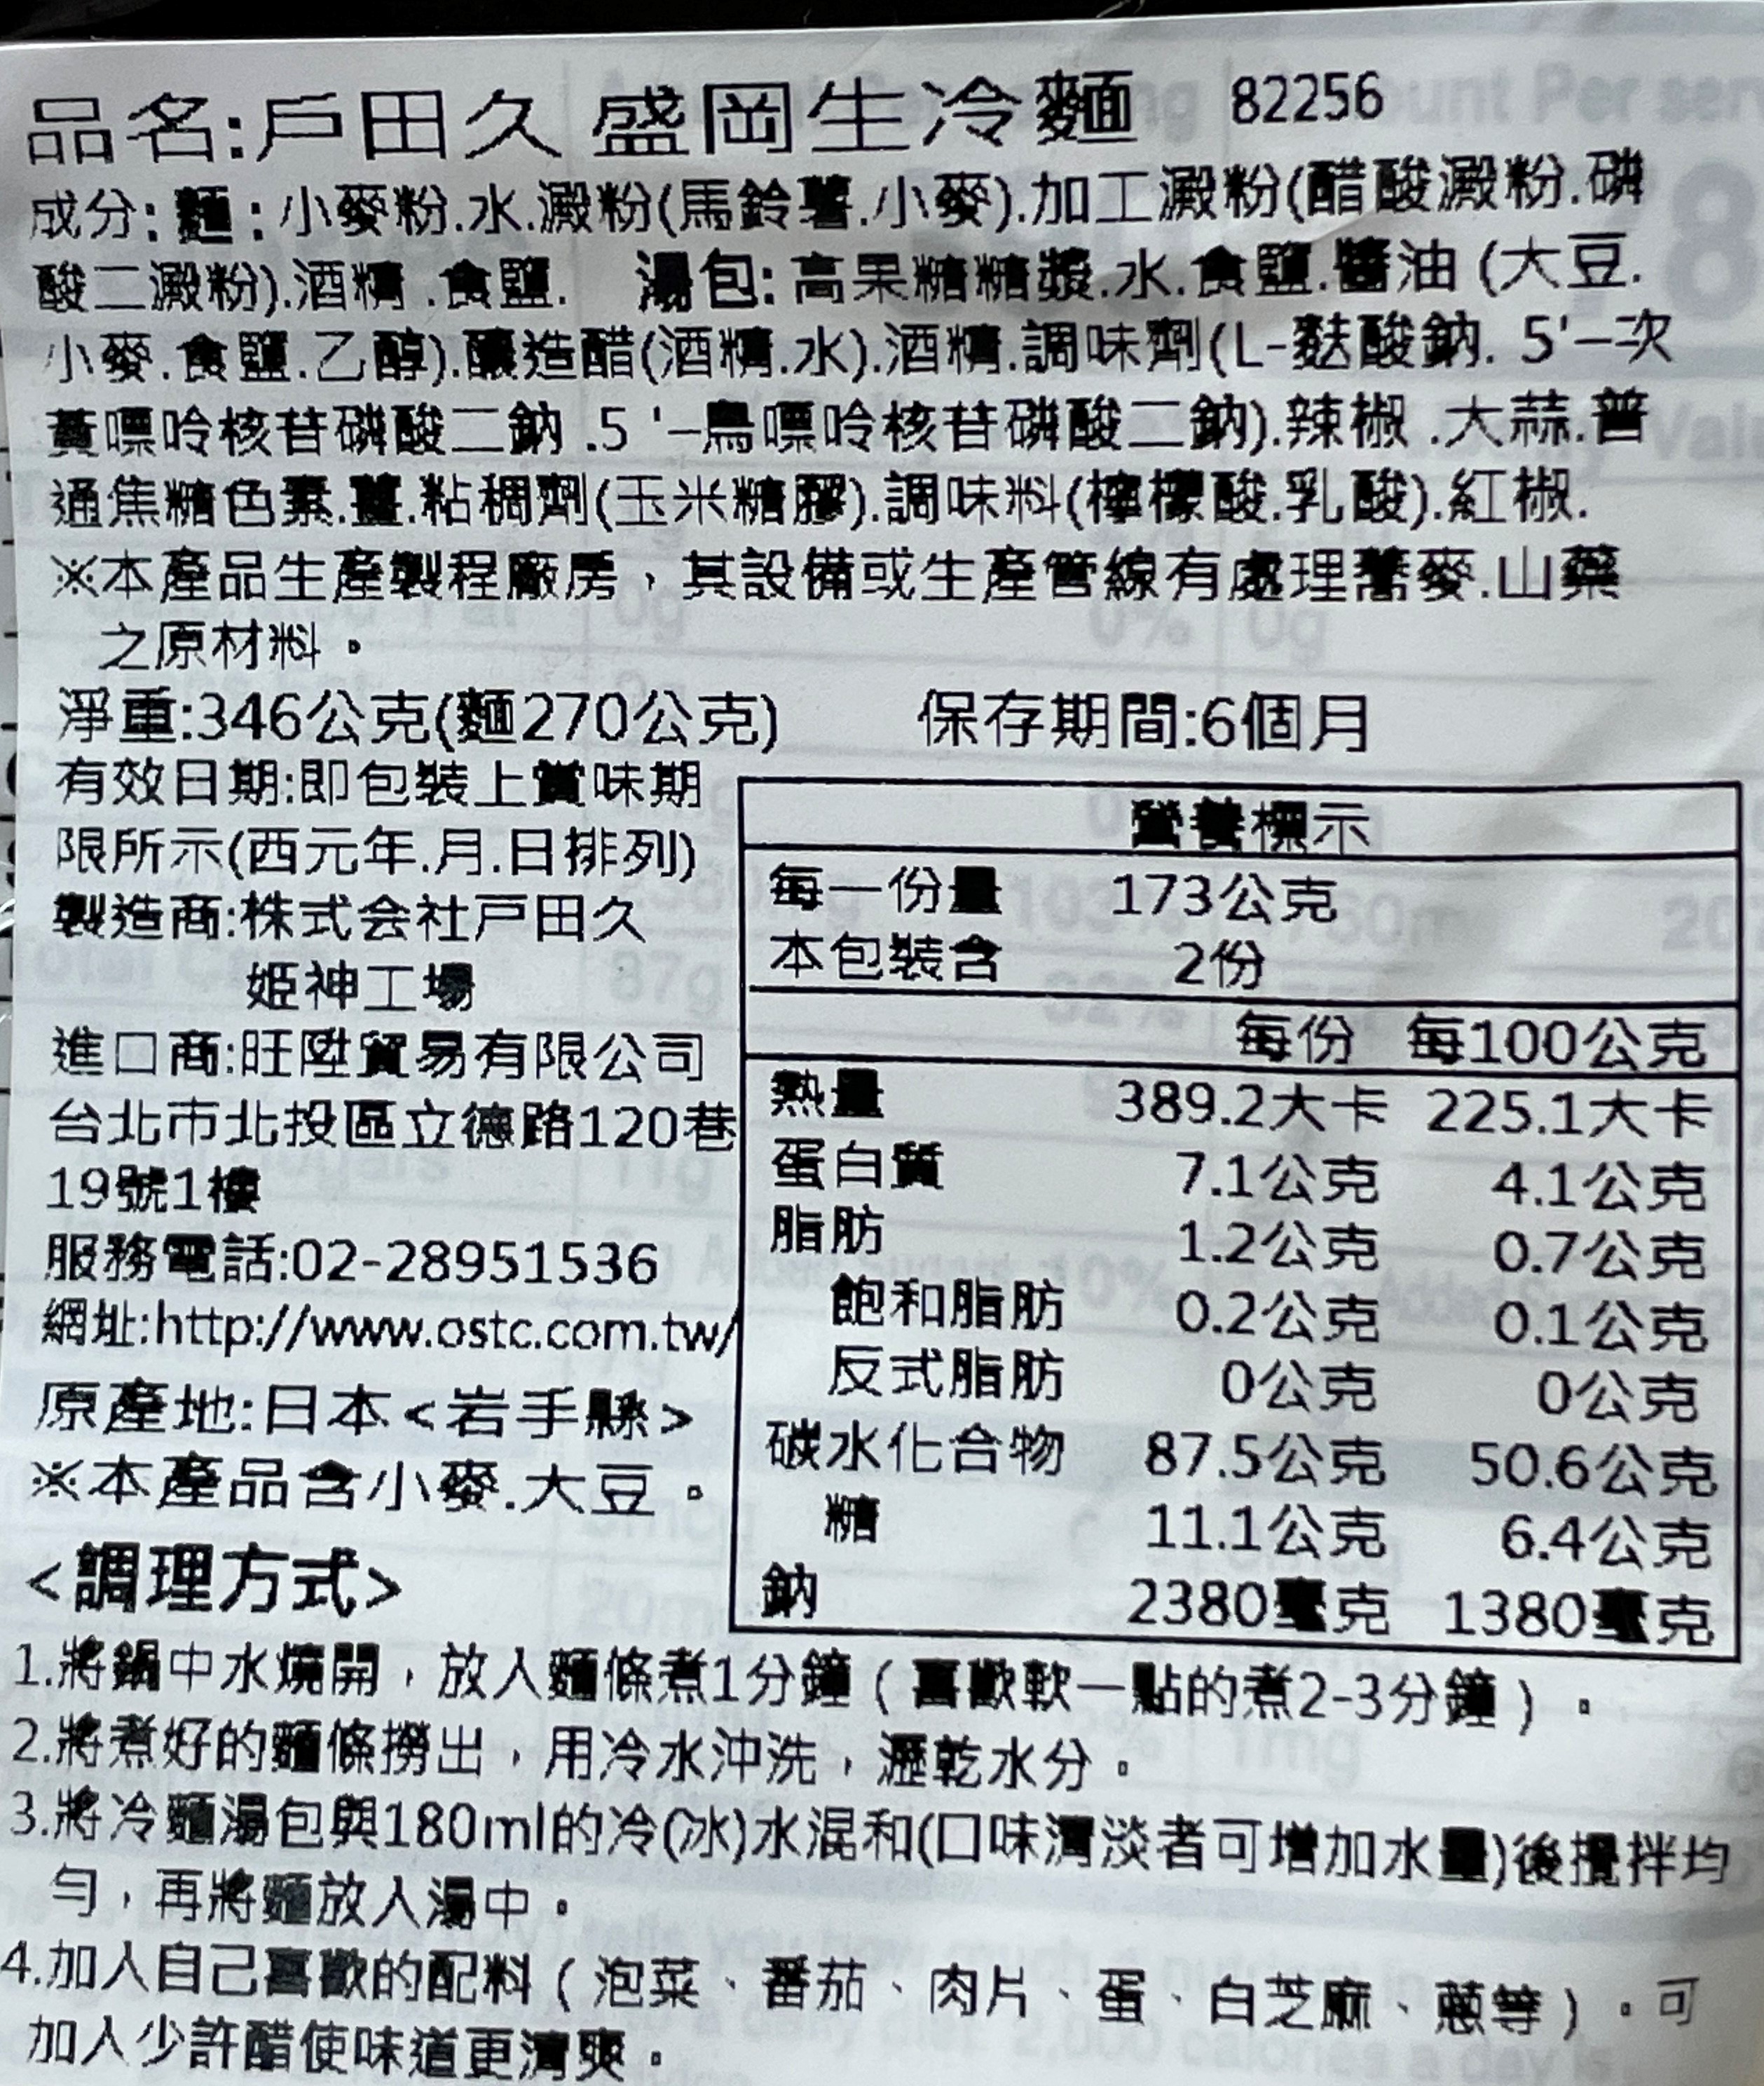 品名:戶田久 盛岡生冷麵 82256
成分: 麵 : 小麥粉.水.澱粉(馬鈴薯.小麥).加工澱粉(醋酸澱粉.磷
酸二澱粉).酒精 .食鹽. 湯包: 高果糖糖漿.水.食鹽.醬油 (大豆.
小麥.食鹽.乙醇).釀造醋(酒精.水).酒精.調味劑(L-麩酸鈉. 5'–次
黃嘌呤核苷磷酸二鈉 .5 '–鳥嘌呤核苷磷酸二鈉).辣椒 .大蒜.普
通焦糖色素.薑.粘稠劑(玉米糖膠).調味料(檸檬酸.乳酸).紅椒.
※本產品生產製程廠房，其設備或生產管線有處理蕎麥.山藥
之原材料。
淨重:346公克(麵270公克) 保存期間:6個月
有效日期:即包裝上賞味期
限所示(西元年.月.日排列)
製造商:株式会社戸田久
姫神工場
進口商:旺陞貿易有限公司
台北市北投區立德路120巷
19號1樓
服務電話:02-28951536
網址:http://www.ostc.com.tw/
原產地:日本<岩手縣>
※本產品含小麥.大豆。
營養標示
每一份量 173公克
本包裝含 2份
每份 每100公克
熱量 389.2大卡 225.1大卡
蛋白質 7.1公克 4.1公克
脂肪 1.2公克 0.7公克
飽和脂肪 0.2公克 0.1公克
反式脂肪 0公克 0公克
碳水化合物 87.5公克 50.6公克
糖 11.1公克 6.4公克
鈉 2380毫克 1380毫克
<調理方式>
1.將鍋中水燒開，放入麵條煮1分鐘（喜歡軟一點的煮2-3分鐘）。
2.將煮好的麵條撈出，用冷水沖洗，瀝乾水分。
3.將冷麵湯包與180ml的冷(冰)水混和(口味清淡者可增加水量)後攪拌均
勻，再將麵放入湯中。
4.加入自己喜歡的配料（泡菜、番茄、肉片、蛋、白芝麻、蔥等）。可
加入少許醋使味道更清爽。